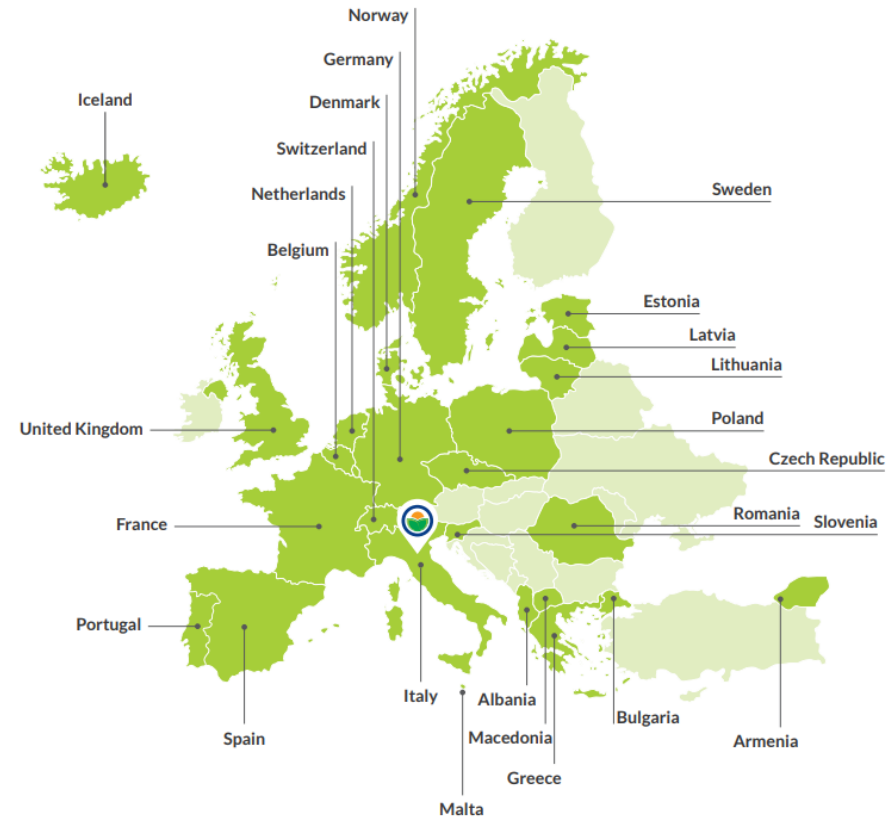 Norway
Germany
Iceland
Denmark
Switzerland
Sweden
Netherlands
Belgium
Estonia
Latvia
Lithuania
Poland
United Kingdom
Czech Republic
Romania
Slovenia
France
Portugal
Italy
Albania
Bulgaria
Spain
Macedonia
Armenia
Greece
Malta